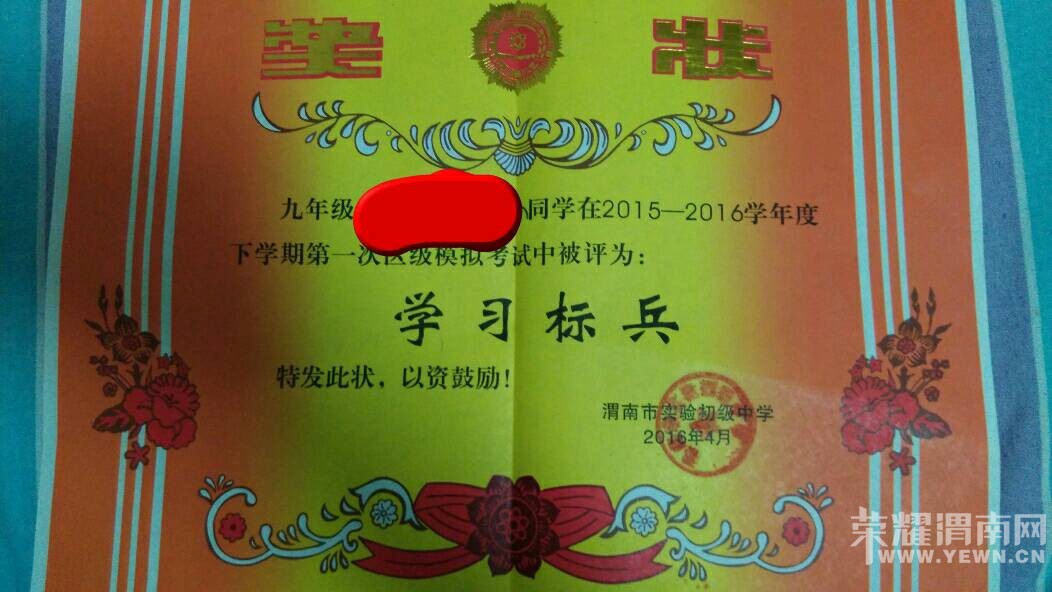 奖状
九年级 同学在2015—2016学年度
下学期第一次区级模拟考试中被评为：
学习标兵
特发此状，以资鼓励！
渭南市实验初级中学
2016年4月
荣耀渭南网
WWW.YEWN.CN